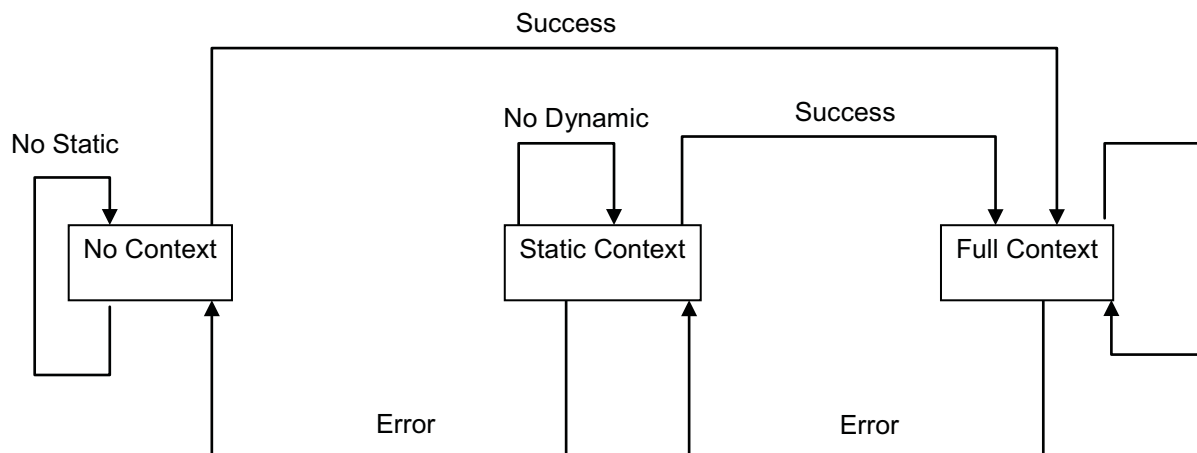 Success
No Dynamic
Success
No Static
No Context
Static Context
Full Context
Error
Error